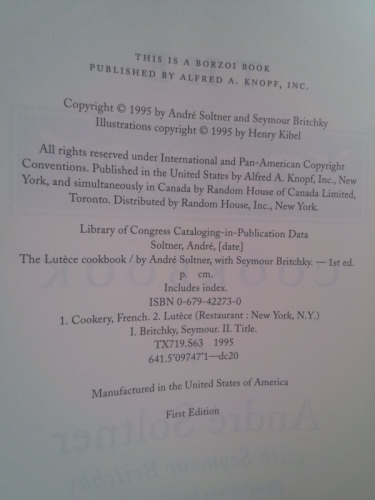 THIS IS A BORZOI BOOK
PUBLISHED BY ALFRED A. KNOPF, INC.
Copyright © 1995 by André Soltner and Seymour Britchky
Illustrations copyright © 1995 by Henry Kibel
All rights reserved under International and Pan-American Copyright
Conventions. Published in the United States by Alfred A. Knopf, Inc., New
York, and simultaneously in Canada by Random House of Canada Limited,
Toronto. Distributed by Random House, Inc., New York.
Library of Congress Cataloging-in-Publication Data
Soltner, André, [date]
The Lutèce cookbook / by André Soltner, with Seymour Britchky. — 1st ed.
p. cm.
Includes index.
ISBN 0-679-42273-0
1. Cookery, French. 2. Lutèce (Restaurant : New York, N.Y.)
I. Britchky, Seymour. II. Title.
TX719.S63 1995
641.5'09747'1—dc20
Manufactured in the United States of America
First Edition
André Soltner
with Seymour Britchky